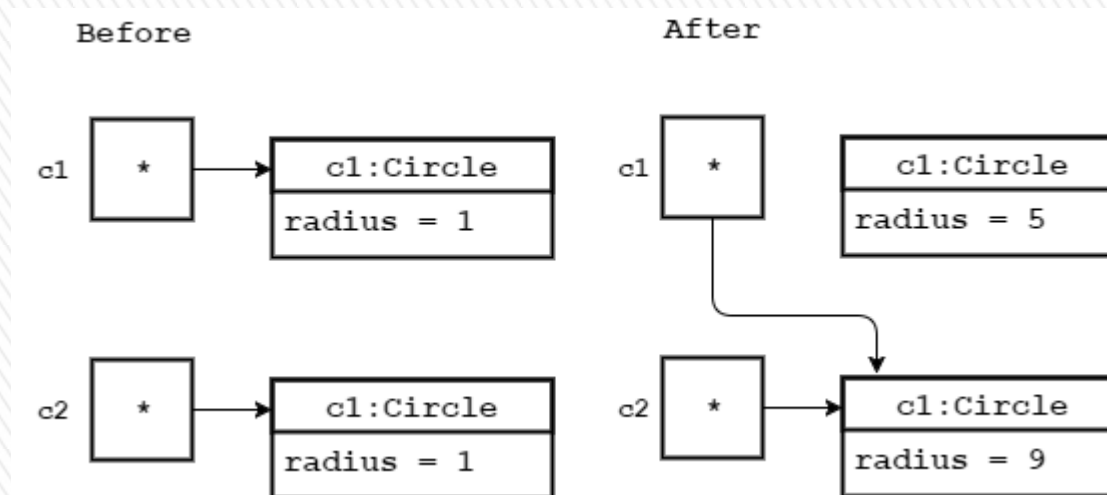 Before
After
c1
*
c1:Circle
radius = 1
c1
*
c1:Circle
radius = 5
c2
*
c1:Circle
radius = 1
c2
*
c1:Circle
radius = 9